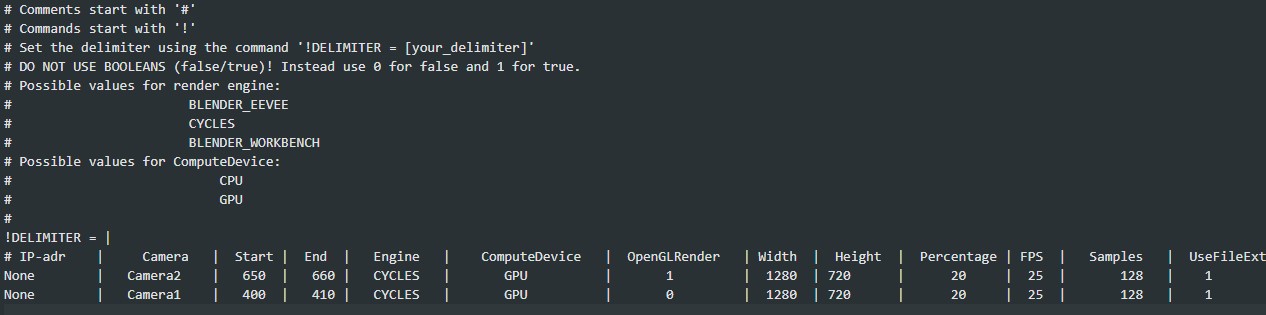 # Comments start with '#'
# Commands start with '!'
# Set the delimiter using the command '!DELIMITER = [your_delimiter]'
# DO NOT USE BOOLEANS (false/true)! Instead use 0 for false and 1 for true.
# Possible values for render engine:
#                       BLENDER_EEVEE
#                       CYCLES
#                       BLENDER_WORKBENCH
# Possible values for ComputeDevice:
#                           CPU
#                           GPU
#
!DELIMITER = |
# IP-adr    |     Camera   |  Start |  End  |   Engine   |    ComputeDevice   |  OpenGLRender   | Width  |  Height  |  Percentage | FPS  |   Samples   |  UseFileExt
None        |   Camera2    |   650  |   660 |   CYCLES   |       GPU          |       1         |  1280  | 720      |      20     |  25  |       128   |    1
None        |   Camera1    |   400  |   410 |   CYCLES   |       GPU          |       0         |  1280  | 720      |      20     |  25  |       128   |    1